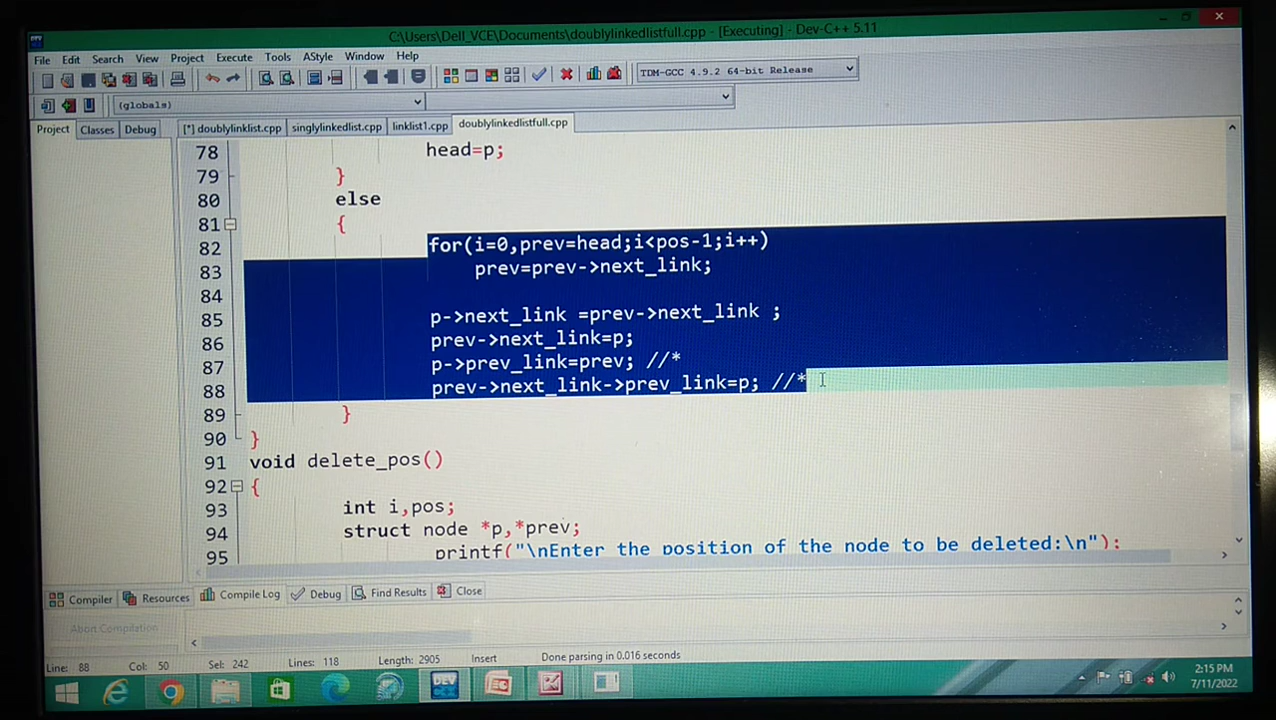 C:\Users\Dell_VCE\Documents\doublylinkedlistfull.cpp - [Executing] - Dev-C++ 5.11
File Edit Search View Project Execute Tools AStyle Window Help
TDM-GCC 4.9.2 64-bit Release
(globals)
Project Classes Debug [*] doublylinklist.cpp singlylinkedlist.cpp linklist1.cpp doublylinkedlistfull.cpp
78 head=p;
79 }
80 else
81 {
82 for(i=0,prev=head;i<pos-1;i++)
83 prev=prev->next_link;
84
85 p->next_link =prev->next_link ;
86 prev->next_link=p;
87 p->prev_link=prev; //*
88 prev->next_link->prev_link=p; //*
89 }
90 }
91 void delete_pos()
92 {
93 int i,pos;
94 struct node *p,*prev;
95 printf("\nEnter the position of the node to be deleted:\n");
Compiler Resources Compile Log Debug Find Results Close
Abort Compilation
Line: 88 Col: 50 Sel: 242 Lines: 118 Length: 2905 Insert Done parsing in 0.016 seconds
2:15 PM
7/11/2022